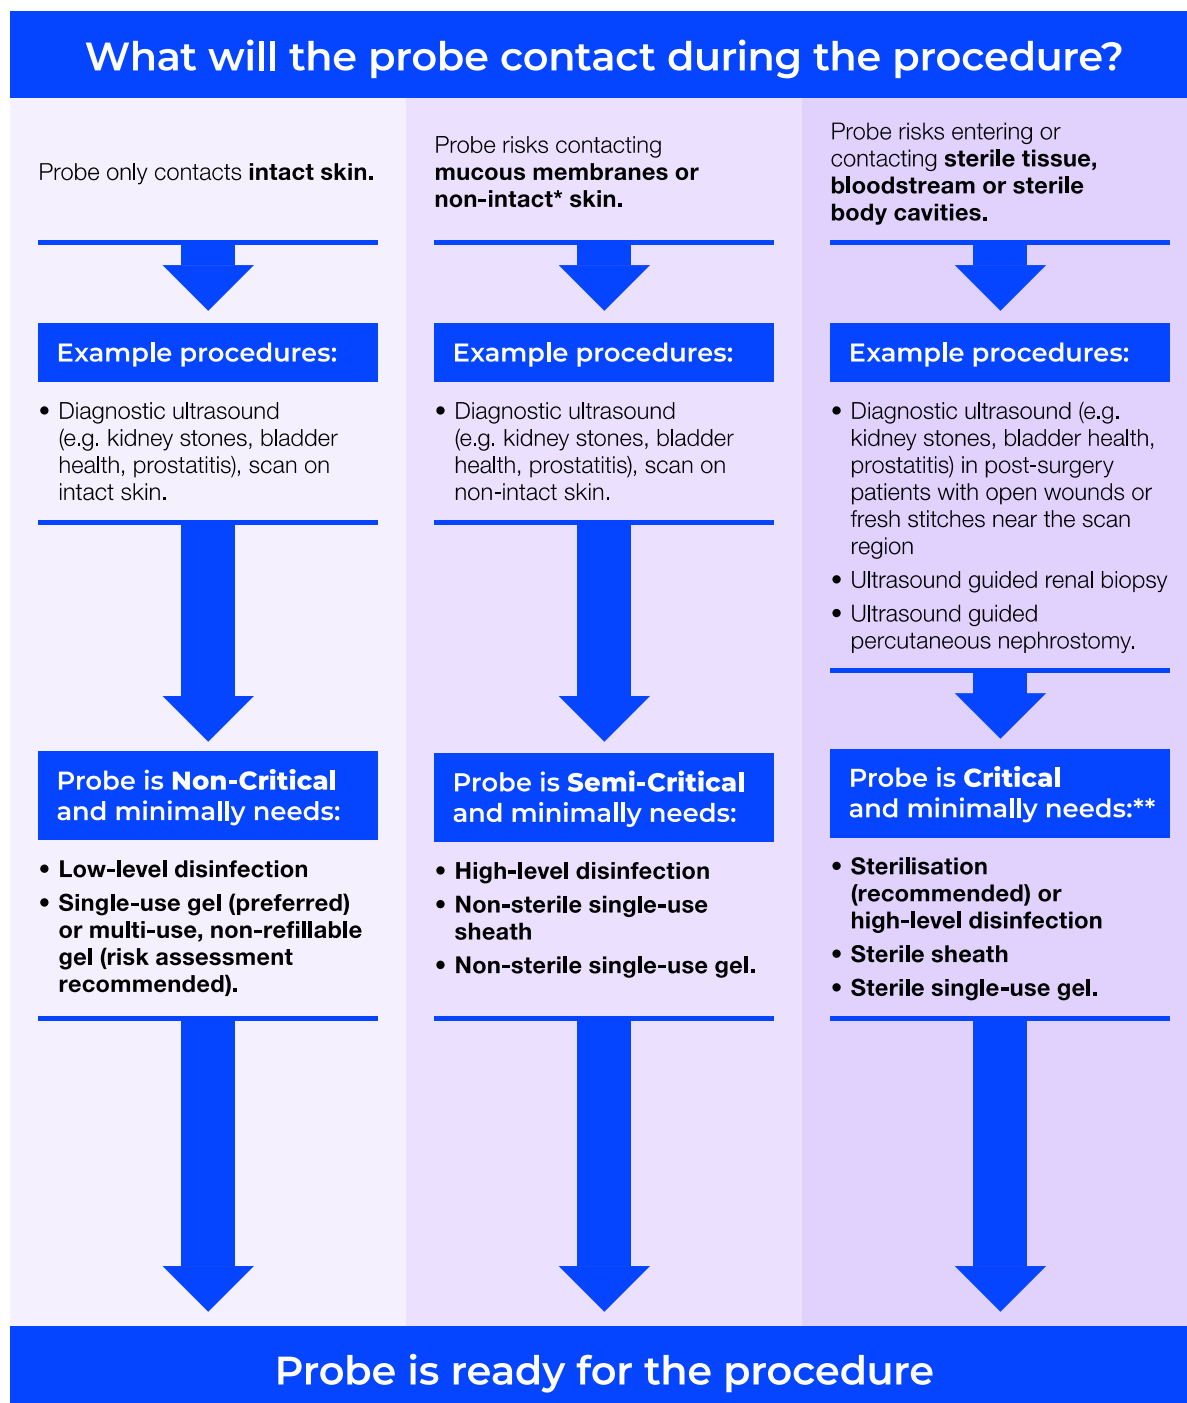 What will the probe contact during the procedure?
Probe only contacts intact skin.
Example procedures:
• Diagnostic ultrasound
(e.g. kidney stones, bladder
health, prostatitis), scan on
intact skin.
Probe is Non-Critical
and minimally needs:
• Low-level disinfection
• Single-use gel (preferred)
or multi-use, non-refillable
gel (risk assessment
recommended).
Probe risks contacting
mucous membranes or
non-intact* skin.
Example procedures:
• Diagnostic ultrasound
(e.g. kidney stones, bladder
health, prostatitis), scan on
non-intact skin.
Probe is Semi-Critical
and minimally needs:
• High-level disinfection
• Non-sterile single-use
sheath
• Non-sterile single-use gel.
Probe risks entering or
contacting sterile tissue,
bloodstream or sterile
body cavities.
Example procedures:
• Diagnostic ultrasound (e.g.
kidney stones, bladder health,
prostatitis) in post-surgery
patients with open wounds or
fresh stitches near the scan
region
• Ultrasound guided renal biopsy
• Ultrasound guided
percutaneous nephrostomy.
Probe is Critical
and minimally needs:**
• Sterilisation
(recommended) or
high-level disinfection
• Sterile sheath
• Sterile single-use gel.
Probe is ready for the procedure